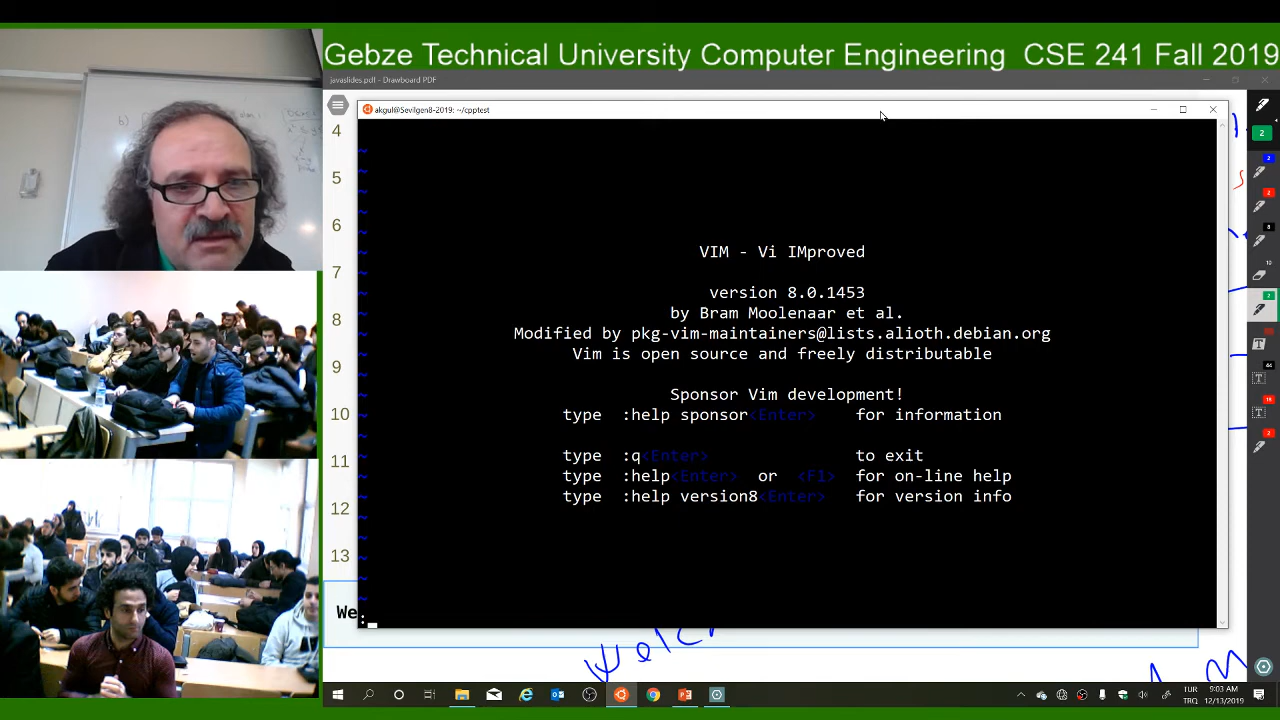 Gebze Technical University Computer Engineering CSE 241 Fall 2019
javaslides.pdf - Drawboard PDF
akgul@Sevilgen8-2019: ~/cpptest
4
5
6
7
8
9
10
11
12
13
~
VIM - Vi IMproved
version 8.0.1453
by Bram Moolenaar et al.
Modified by pkg-vim-maintainers@lists.alioth.debian.org
Vim is open source and freely distributable
Sponsor Vim development!
type :help sponsor<Enter> for information
type :q<Enter> to exit
type :help<Enter> or <F1> for on-line help
type :help version8<Enter> for version info
:
We
Welc
TUR
TRQ
9:03 AM
12/13/2019